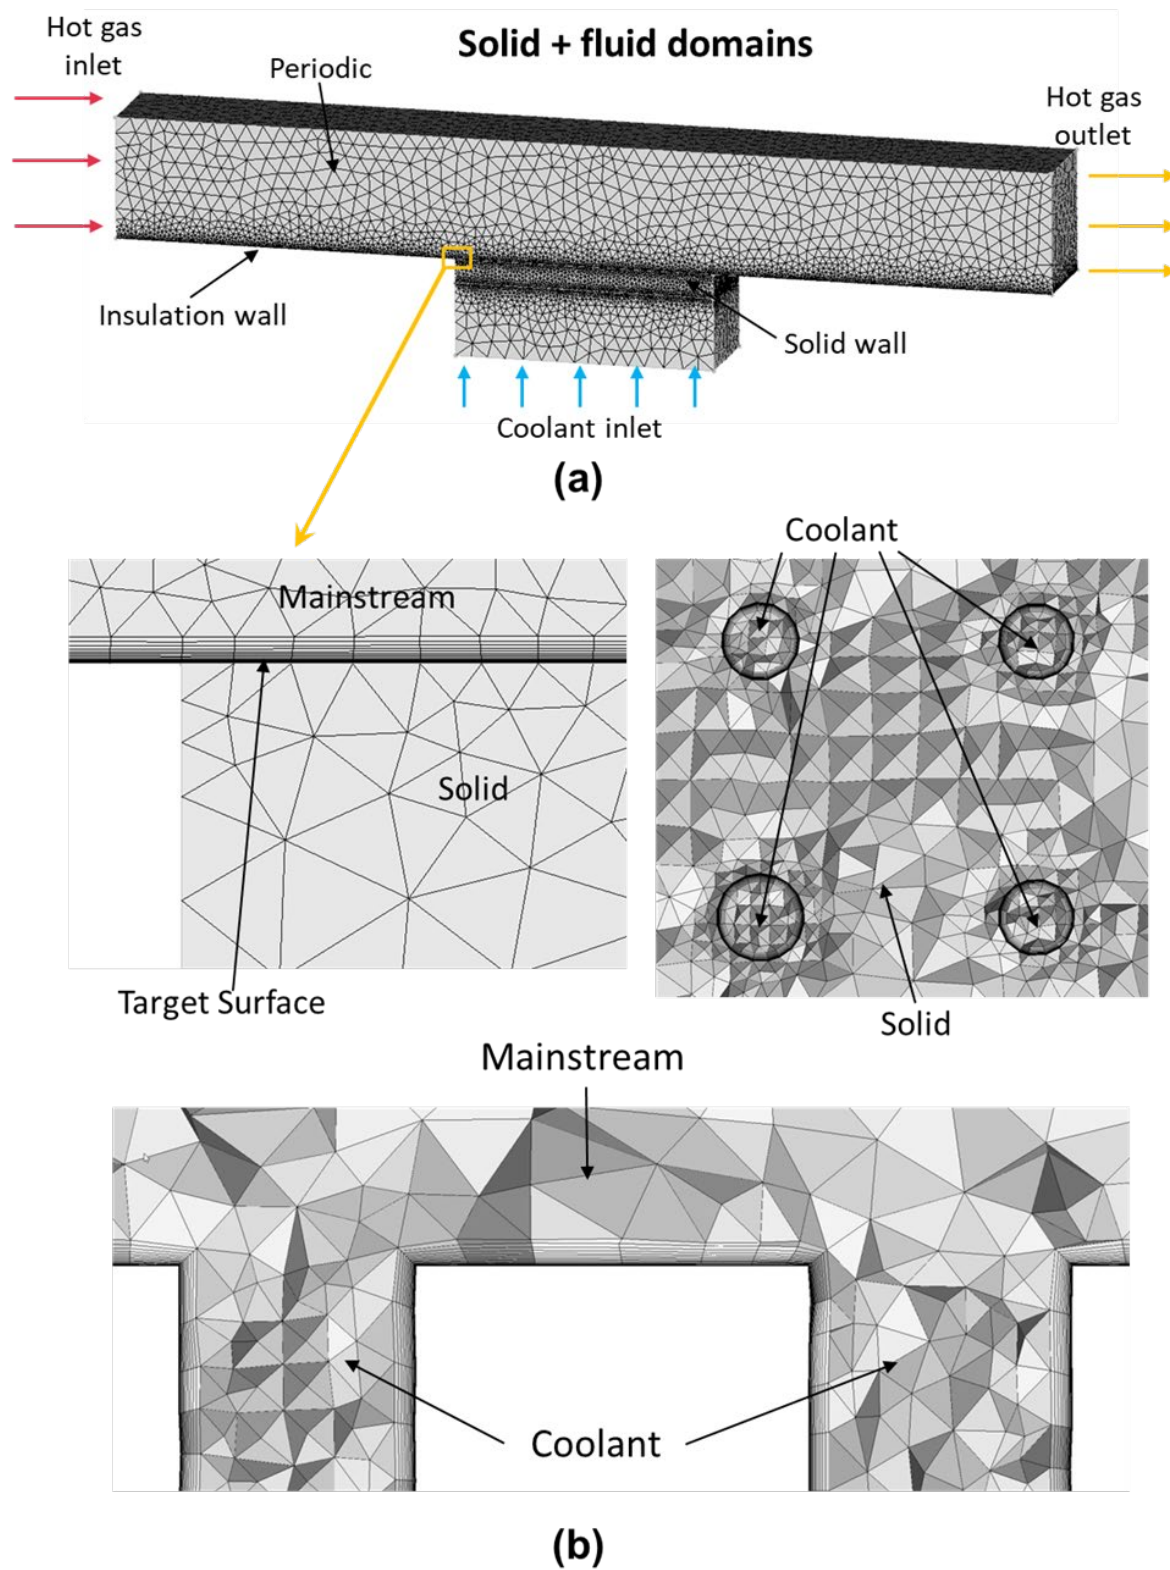 Solid + fluid domains
Hot gas
inlet
Periodic
Hot gas
outlet
Insulation wall
Solid wall
Coolant inlet
(a)
Coolant
Mainstream
Solid
Target Surface
Solid
Mainstream
Coolant
(b)